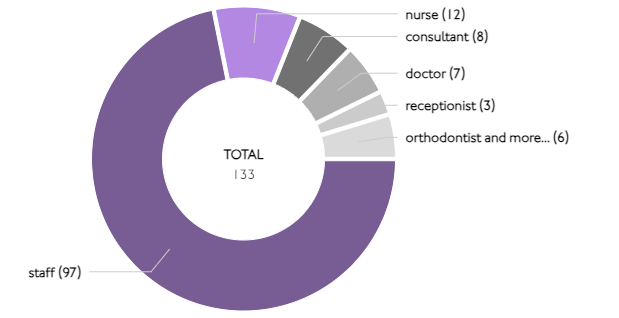 nurse (12)
consultant (8)
doctor (7)
receptionist (3)
orthodontist and more... (6)
TOTAL
133
staff (97)